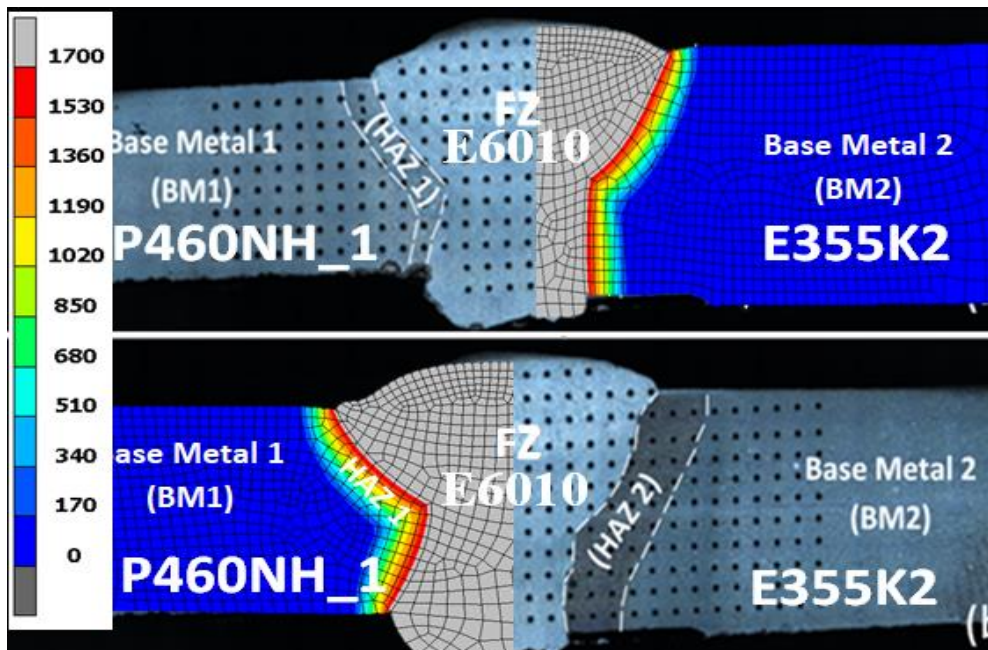 1700
1530
1360
1190
1020
850
680
510
340
170
0
Base Metal 1
(BM1)
P460NH_1
(HAZ 1)
FZ
E6010
Base Metal 2
(BM2)
E355K2
ase Metal 1
(BM1)
P460NH_1
HAZ 1
FZ
E6010
(HAZ 2)
Base Metal 2
(BM2)
E355K2
(b